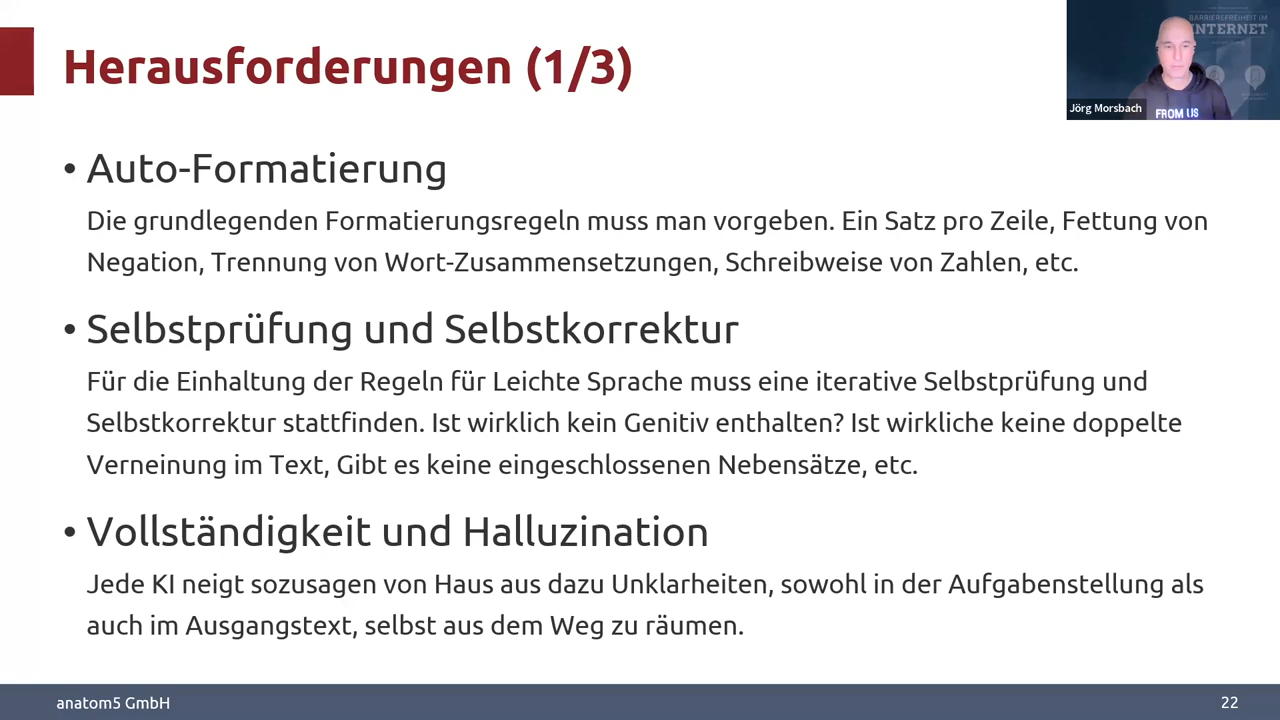 Herausforderungen (1/3)
BARRIEREFREIHEIT IM
INTERNET
FROM US
Jörg Morsbach
• Auto-Formatierung
Die grundlegenden Formatierungsregeln muss man vorgeben. Ein Satz pro Zeile, Fettung von
Negation, Trennung von Wort-Zusammensetzungen, Schreibweise von Zahlen, etc.
• Selbstprüfung und Selbstkorrektur
Für die Einhaltung der Regeln für Leichte Sprache muss eine iterative Selbstprüfung und
Selbstkorrektur stattfinden. Ist wirklich kein Genitiv enthalten? Ist wirkliche keine doppelte
Verneinung im Text, Gibt es keine eingeschlossenen Nebensätze, etc.
• Vollständigkeit und Halluzination
Jede KI neigt sozusagen von Haus aus dazu Unklarheiten, sowohl in der Aufgabenstellung als
auch im Ausgangstext, selbst aus dem Weg zu räumen.
anatom5 GmbH
22